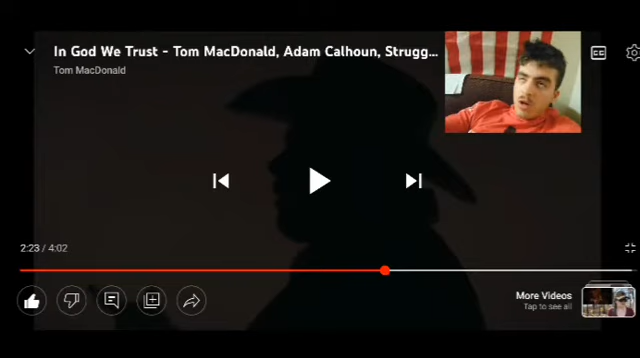 In God We Trust - Tom MacDonald, Adam Calhoun, Strugg...
Tom MacDonald
CC
2:23 / 4:02
More Videos
Tap to see all